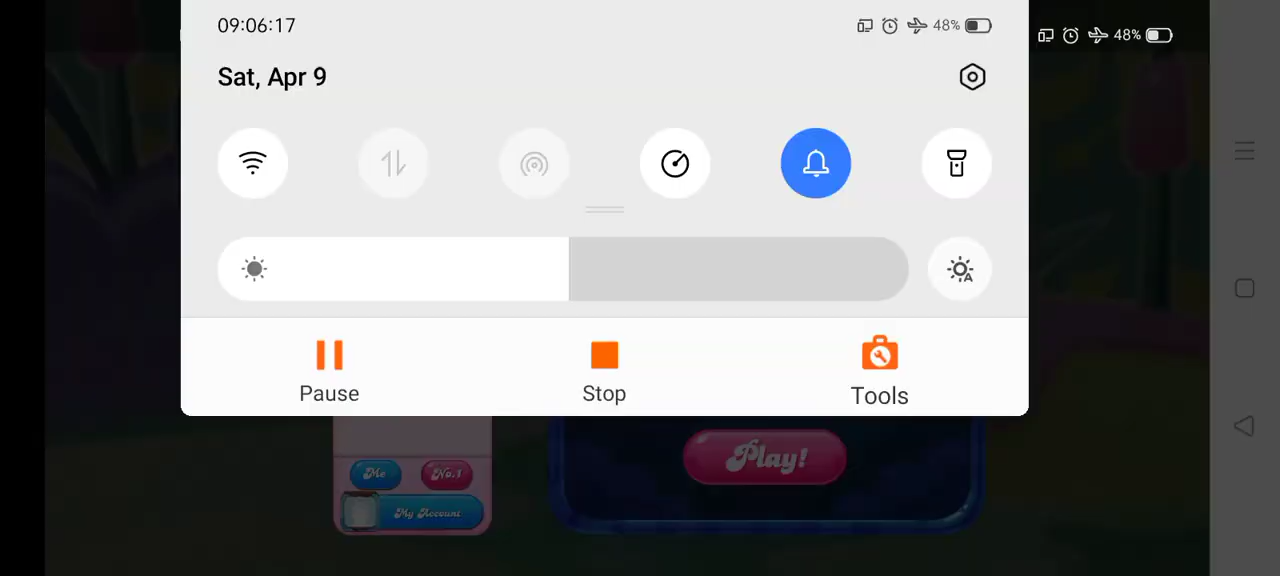 09:06:17
48%
48%
Sat, Apr 9
Pause
Stop
Tools
Play!
Me
No.1
My Account